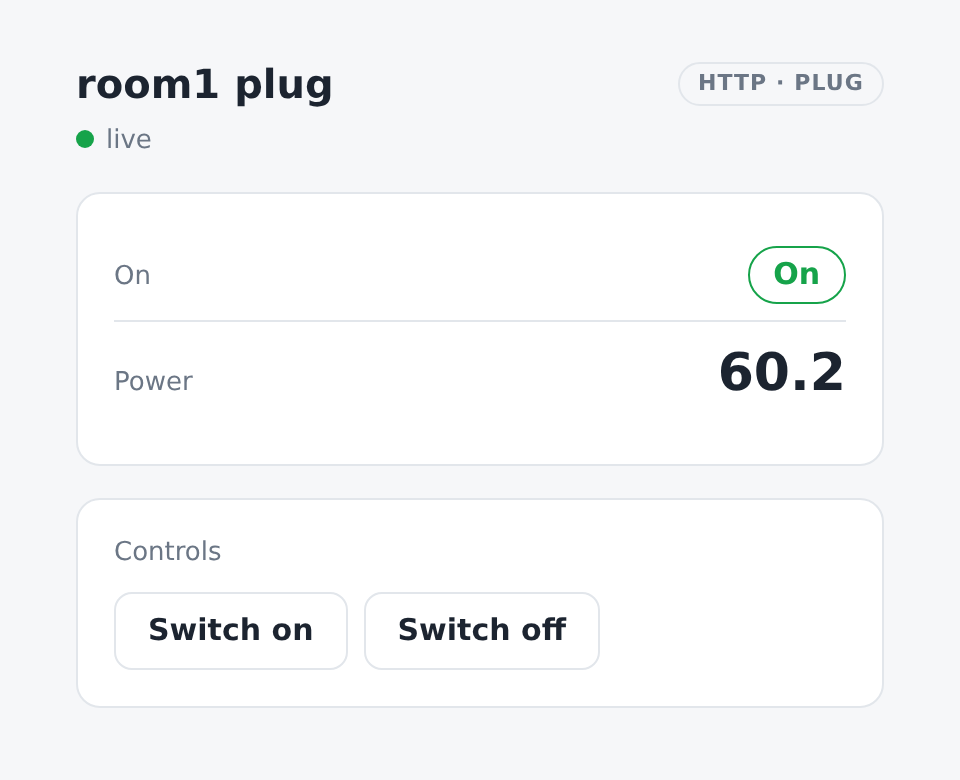 room1 plug
HTTP · PLUG
live
On
On
Power
60.2
Controls
Switch on
Switch off